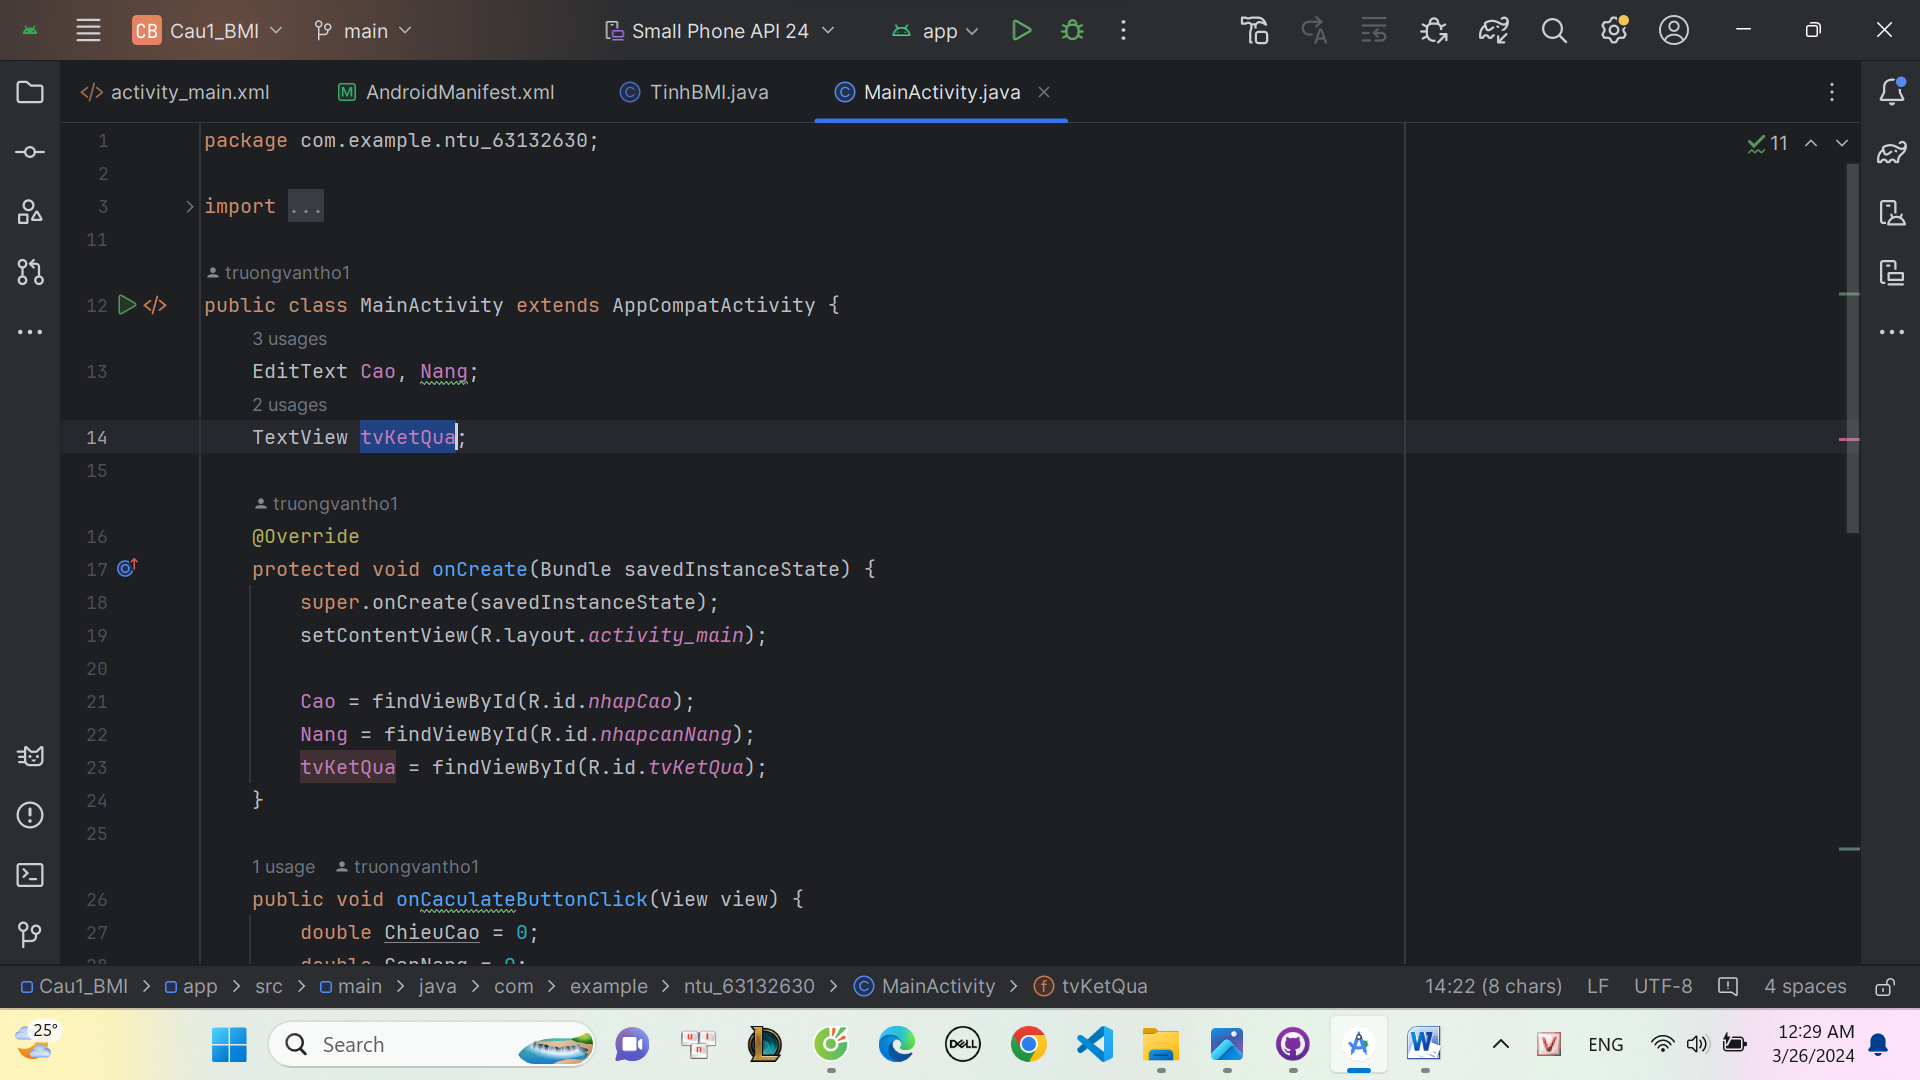 CB Cau1_BMI main Small Phone API 24 app
activity_main.xml AndroidManifest.xml TinhBMI.java MainActivity.java
1 package com.example.ntu_63132630; 11
2
3 import ...
11
truongvantho1
12 public class MainActivity extends AppCompatActivity {
3 usages
13 EditText Cao, Nang;
2 usages
14 TextView tvKetQua;
15
truongvantho1
16 @Override
17 protected void onCreate(Bundle savedInstanceState) {
18 super.onCreate(savedInstanceState);
19 setContentView(R.layout.activity_main);
20
21 Cao = findViewById(R.id.nhapCao);
22 Nang = findViewById(R.id.nhapcanNang);
23 tvKetQua = findViewById(R.id.tvKetQua);
24 }
25
1 usage truongvantho1
26 public void onCaculateButtonClick(View view) {
27 double ChieuCao = 0;
28 double CanNang = 0;
Cau1_BMI > app > src > main > java > com > example > ntu_63132630 > MainActivity > tvKetQua 14:22 (8 chars) LF UTF-8 4 spaces
25° Search DELL ENG 12:29 AM
3/26/2024